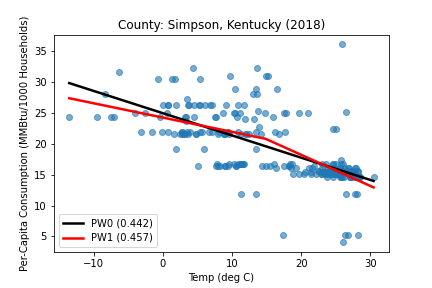 County: Simpson, Kentucky (2018)
Per-Capita Consumption (MMBtu/1000 Households)
35
30
25
20
15
10
5
PW0 (0.442)
PW1 (0.457)
−10 0 10 20 30
Temp (deg C)